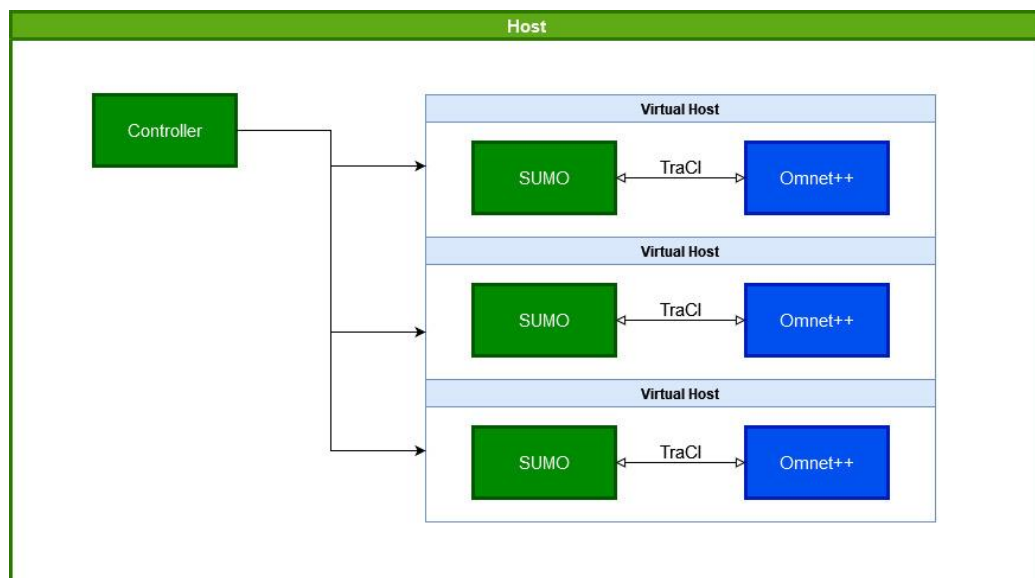 Host
Controller
Virtual Host
SUMO
TraCI
Omnet++
Virtual Host
SUMO
TraCI
Omnet++
Virtual Host
SUMO
TraCI
Omnet++